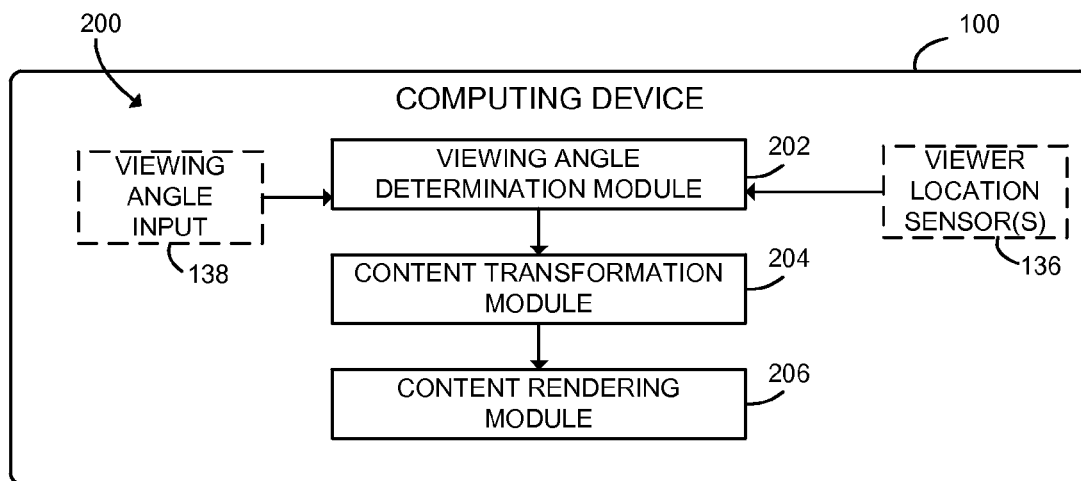 200
100
COMPUTING DEVICE
VIEWING
ANGLE
INPUT
138
VIEWING ANGLE
DETERMINATION MODULE
202
VIEWER
LOCATION
SENSOR(S)
136
CONTENT TRANSFORMATION
MODULE
204
CONTENT RENDERING
MODULE
206